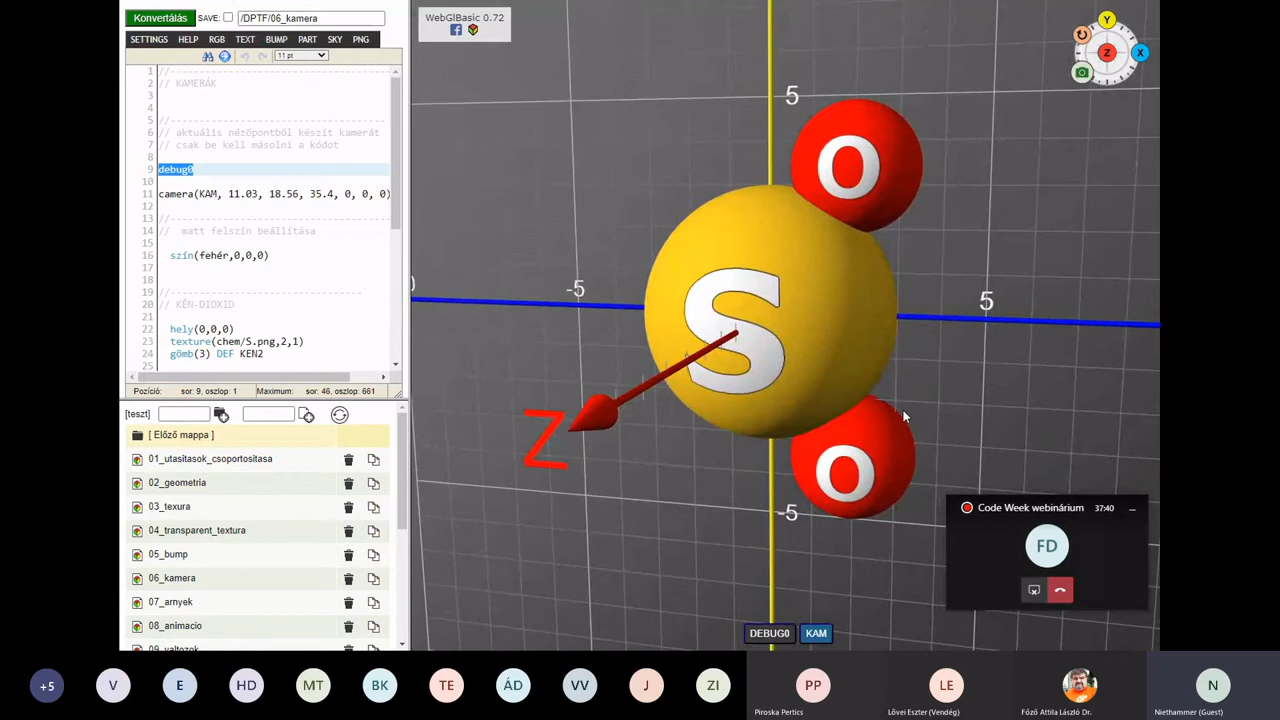 Konvertálás SAVE: /DPTF/06_kamera
SETTINGS HELP RGB TEXT BUMP PART SKY PNG
11 pt
1 //
2 // KAMERÁK
3
4
5 //
6 // aktuális nézőpontból készít kamerát
7 // csak be kell másolni a kódot
8
9 debug0
10
11 camera(KAM, 11.03, 18.56, 35.4, 0, 0, 0)
12
13 //
14 // matt felszín beállítása
15
16 szín(fehér,0,0,0)
17
18
19 //
20 // KÉN-DIOXID
21
22 hely(0,0,0)
23 texture(chem/S.png,2,1)
24 gömb(3) DEF KEN2
25
Pozíció: sor: 9, oszlop: 1 Maximum: sor: 46, oszlop: 661
[teszt]
[ Előző mappa ]
01_utasitasok_csoportositasa
02_geometria
03_texura
04_transparent_textura
05_bump
06_kamera
07_arnyek
08_animacio
09_valtozok
WebGlBasic 0.72
Y
Z X
5
O
-5
S
5
Z
O
-5
0
DEBUG0 KAM
Code Week webinárium 37:40
FD
+5 V E HD MT BK TE ÁD VV J ZI PP LE N
Piroska Pertics Lővei Eszter (Vendég) Főző Attila László Dr. Niethammer (Guest)